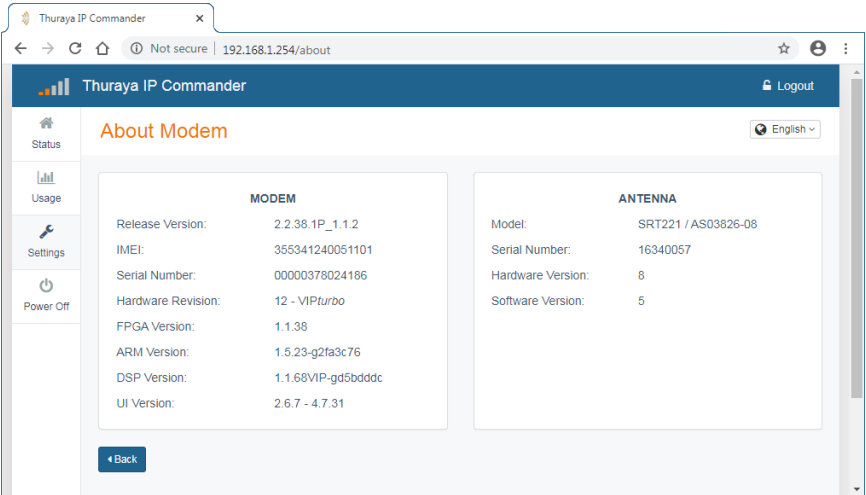 Thuraya IP Commander
Not secure | 192.168.1.254/about
Thuraya IP Commander
Logout
Status
Usage
Settings
Power Off
About Modem
English
MODEM
Release Version: 2.2.38.1P_1.1.2
IMEI: 355341240051101
Serial Number: 00000378024186
Hardware Revision: 12 - VIPturbo
FPGA Version: 1.1.38
ARM Version: 1.5.23-g2fa3c76
DSP Version: 1.1.68VIP-gd5bdddc
UI Version: 2.6.7 - 4.7.31
ANTENNA
Model: SRT221 / AS03826-08
Serial Number: 16340057
Hardware Version: 8
Software Version: 5
Back